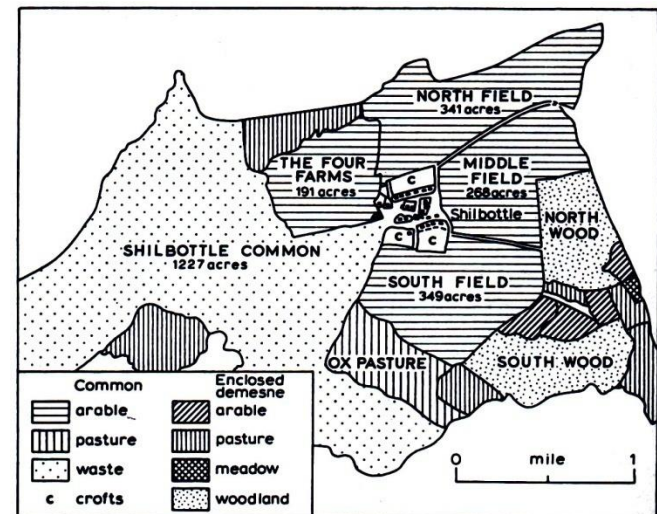 NORTH FIELD
341 acres
THE FOUR
FARMS
191 acres
C
MIDDLE
FIELD
268 acres
Shilbottle
NORTH
WOOD
C
C
SHILBOTTLE COMMON
1227 acres
SOUTH FIELD
349 acres
OX PASTURE
SOUTH WOOD
Common
arable
pasture
waste
c crofts
Enclosed
demesne
arable
pasture
meadow
woodland
0 mile 1